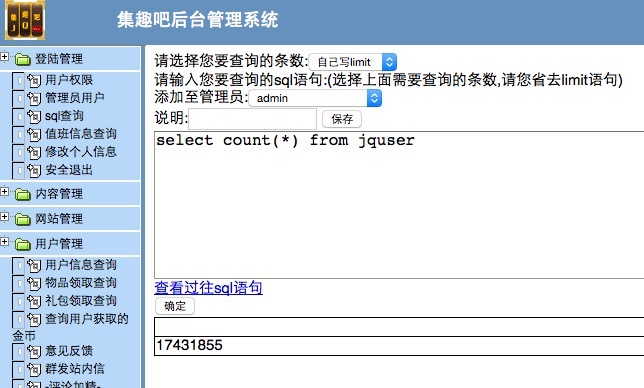 集趣吧
JQ8
集趣吧后台管理系统
登陆管理
用户权限
管理员用户
sql查询
值班信息查询
修改个人信息
安全退出
内容管理
网站管理
用户管理
用户信息查询
物品领取查询
礼包领取查询
查询用户获取的
金币
意见反馈
群发站内信
-评论加精-
请选择您要查询的条数:自己写limit
请输入您要查询的sql语句:(选择上面需要查询的条数,请您省去limit语句)
添加至管理员:admin
说明: 保存
select count(*) from jquser
查看过往sql语句
确定
17431855